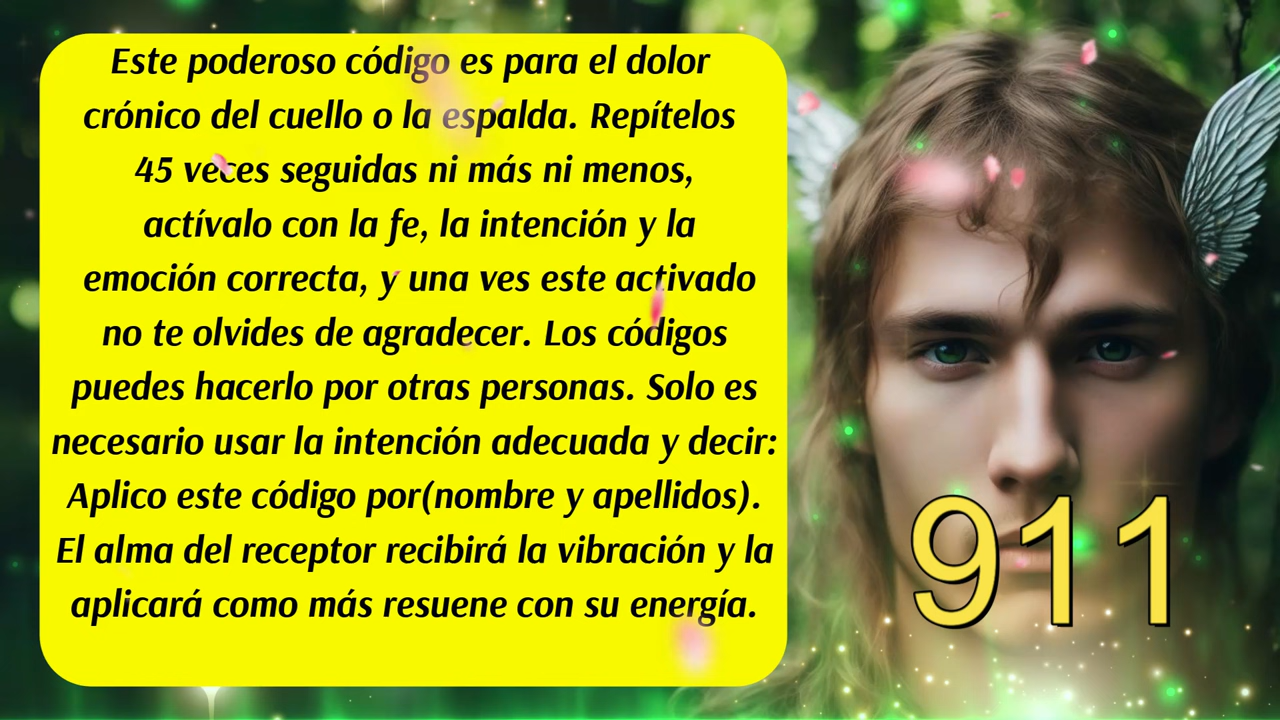 Este poderoso código es para el dolor
crónico del cuello o la espalda. Repítelos
45 veces seguidas ni más ni menos,
actívalo con la fe, la intención y la
emoción correcta, y una ves este activado
no te olvides de agradecer. Los códigos
puedes hacerlo por otras personas. Solo es
necesario usar la intención adecuada y decir:
Aplico este código por(nombre y apellidos).
El alma del receptor recibirá la vibración y la
aplicará como más resuene con su energía.
911